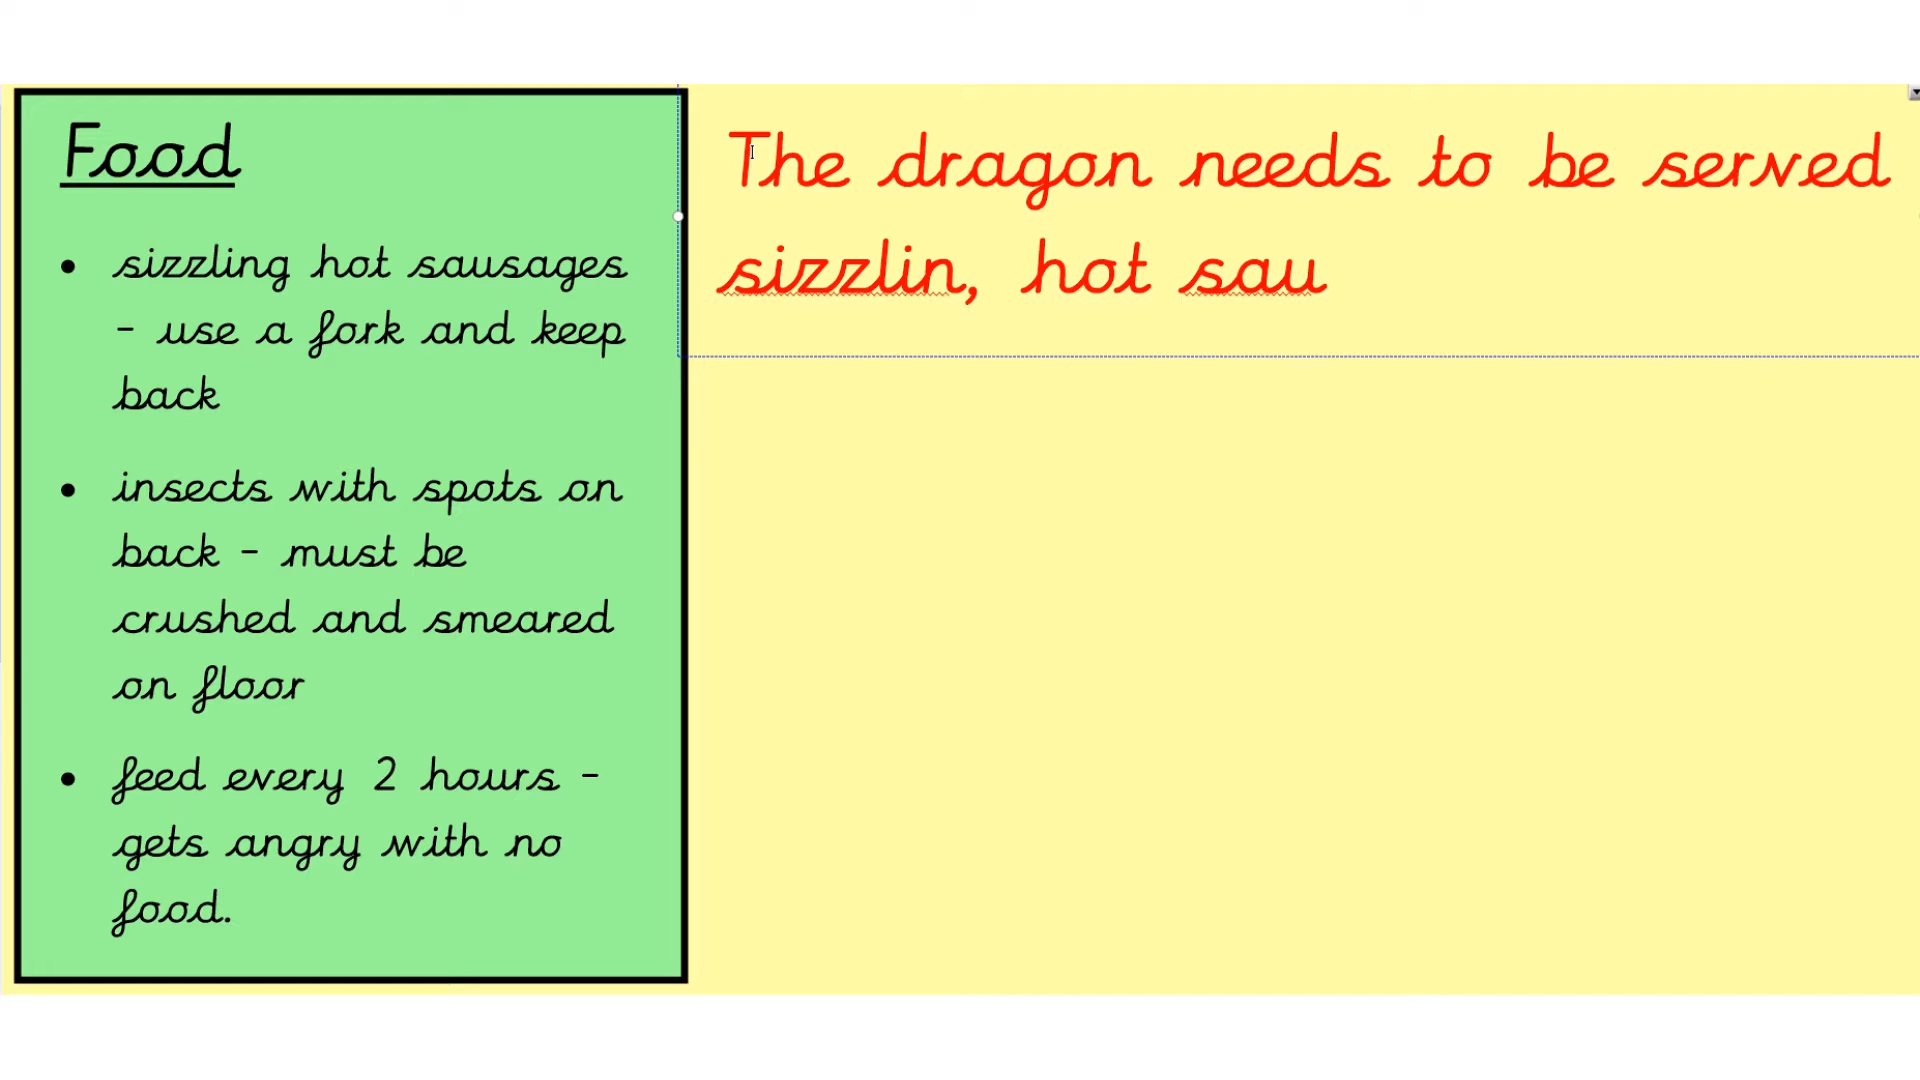 Food
• sizzling hot sausages
- use a fork and keep
back
• insects with spots on
back - must be
crushed and smeared
on floor
• feed every 2 hours -
gets angry with no
food.
The dragon needs to be served
sizzlin, hot sau